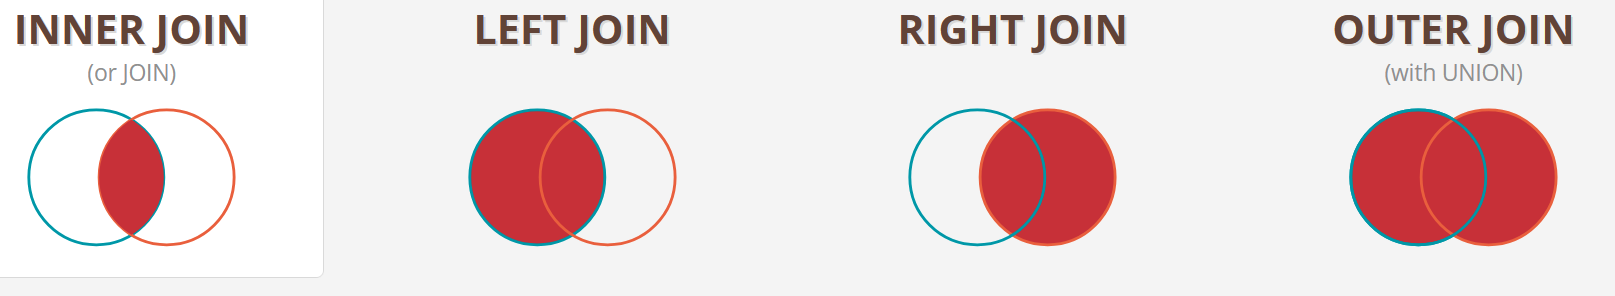 INNER JOIN
(or JOIN)
LEFT JOIN
RIGHT JOIN
OUTER JOIN
(with UNION)